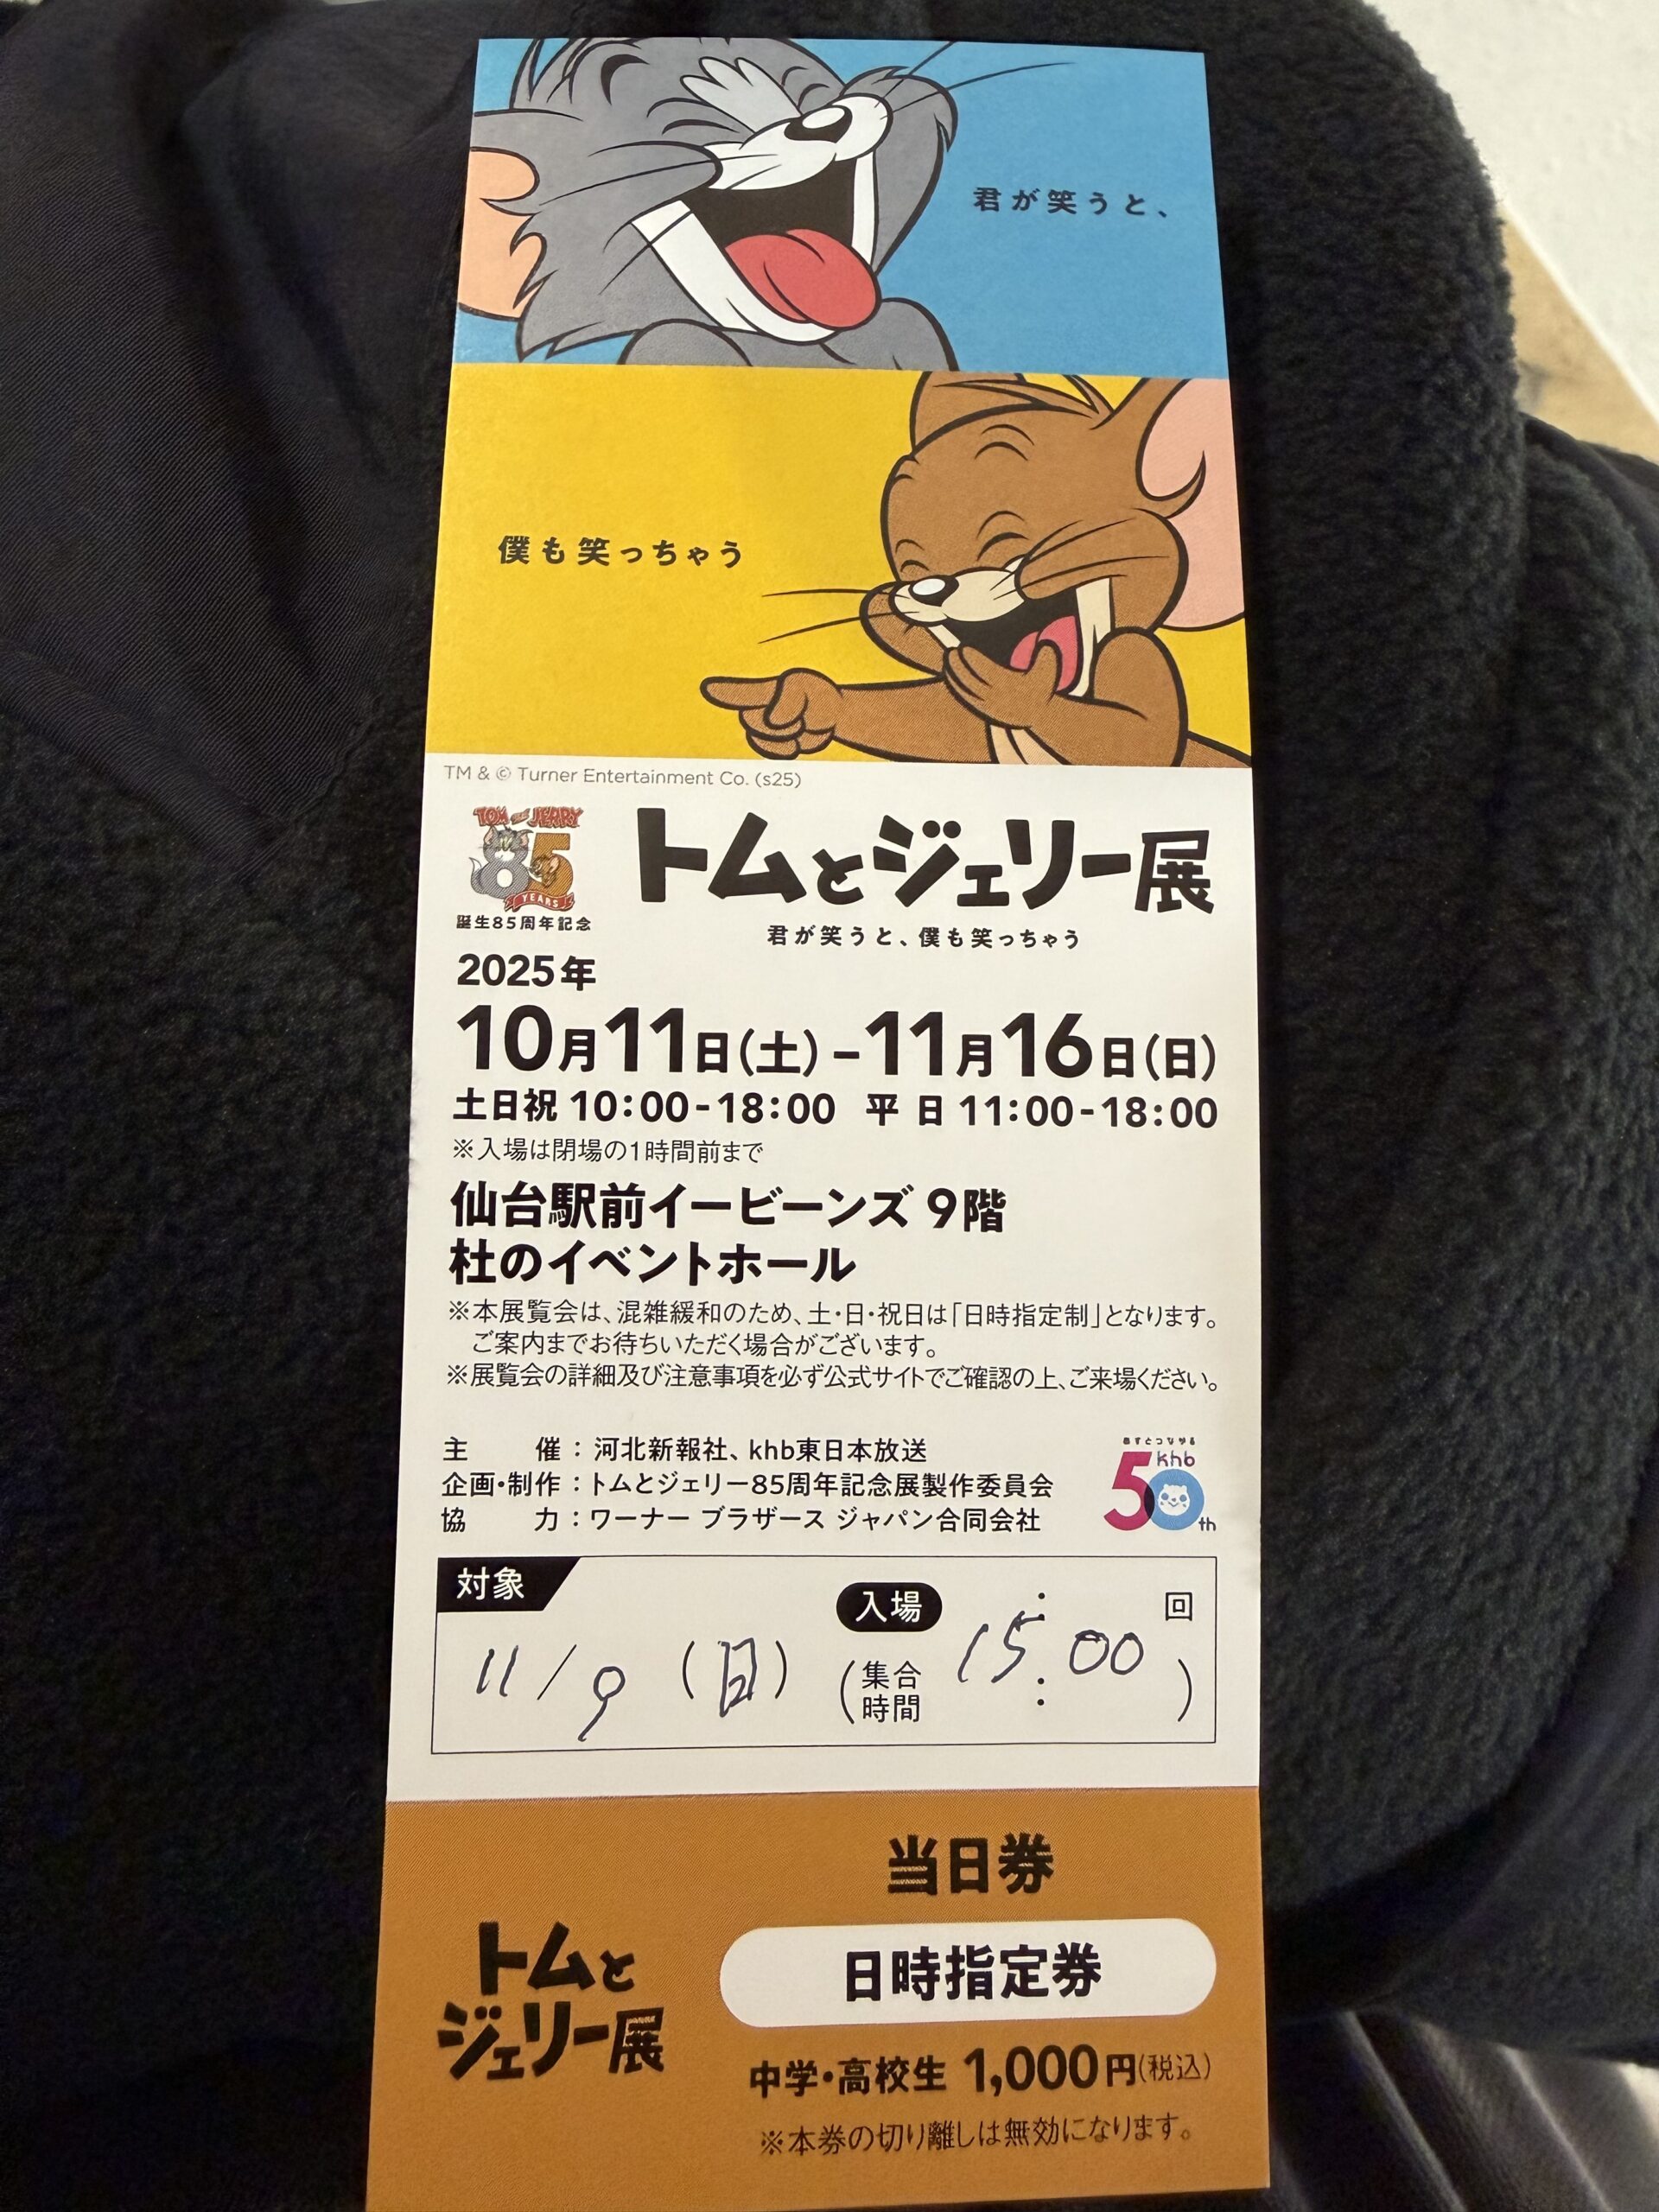 君が笑うと、
僕も笑っちゃう
TM & © Turner Entertainment Co. (s25)
TOM and JERRY
85
YEARS
誕生85周年記念
トムとジェリー展
君が笑うと、僕も笑っちゃう
2025年
10月11日(土)-11月16日(日)
土日祝 10:00-18:00 平日 11:00-18:00
※入場は閉場の1時間前まで
仙台駅前イービーンズ 9階
杜のイベントホール
※本展覧会は、混雑緩和のため、土・日・祝日は「日時指定制」となります。
ご案内までお待ちいただく場合がございます。
※展覧会の詳細及び注意事項を必ず公式サイトでご確認の上、ご来場ください。
主催：河北新報社、khb東日本放送
企画・制作：トムとジェリー85周年記念展製作委員会
協力：ワーナー ブラザース ジャパン合同会社
あすとつながる
khb
50th
対象
11/9 (日)
入場 : 回
(集合時間 15:00)
当日券
トムとジェリー展
日時指定券
中学・高校生 1,000円(税込)
※本券の切り離しは無効になります。